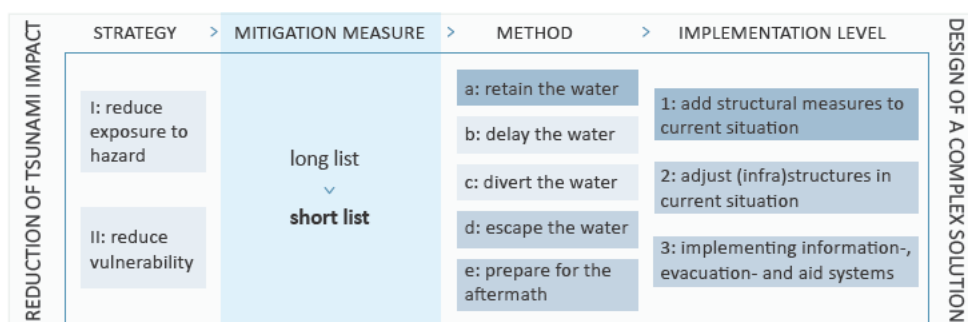 REDUCTION OF TSUNAMI IMPACT
STRATEGY > MITIGATION MEASURE > METHOD > IMPLEMENTATION LEVEL
I: reduce
exposure to
hazard
II: reduce
vulnerability
long list
short list
a: retain the water
b: delay the water
c: divert the water
d: escape the water
e: prepare for the
aftermath
1: add structural measures to
current situation
2: adjust (infra)structures in
current situation
3: implementing information-,
evacuation- and aid systems
DESIGN OF A COMPLEX SOLUTION